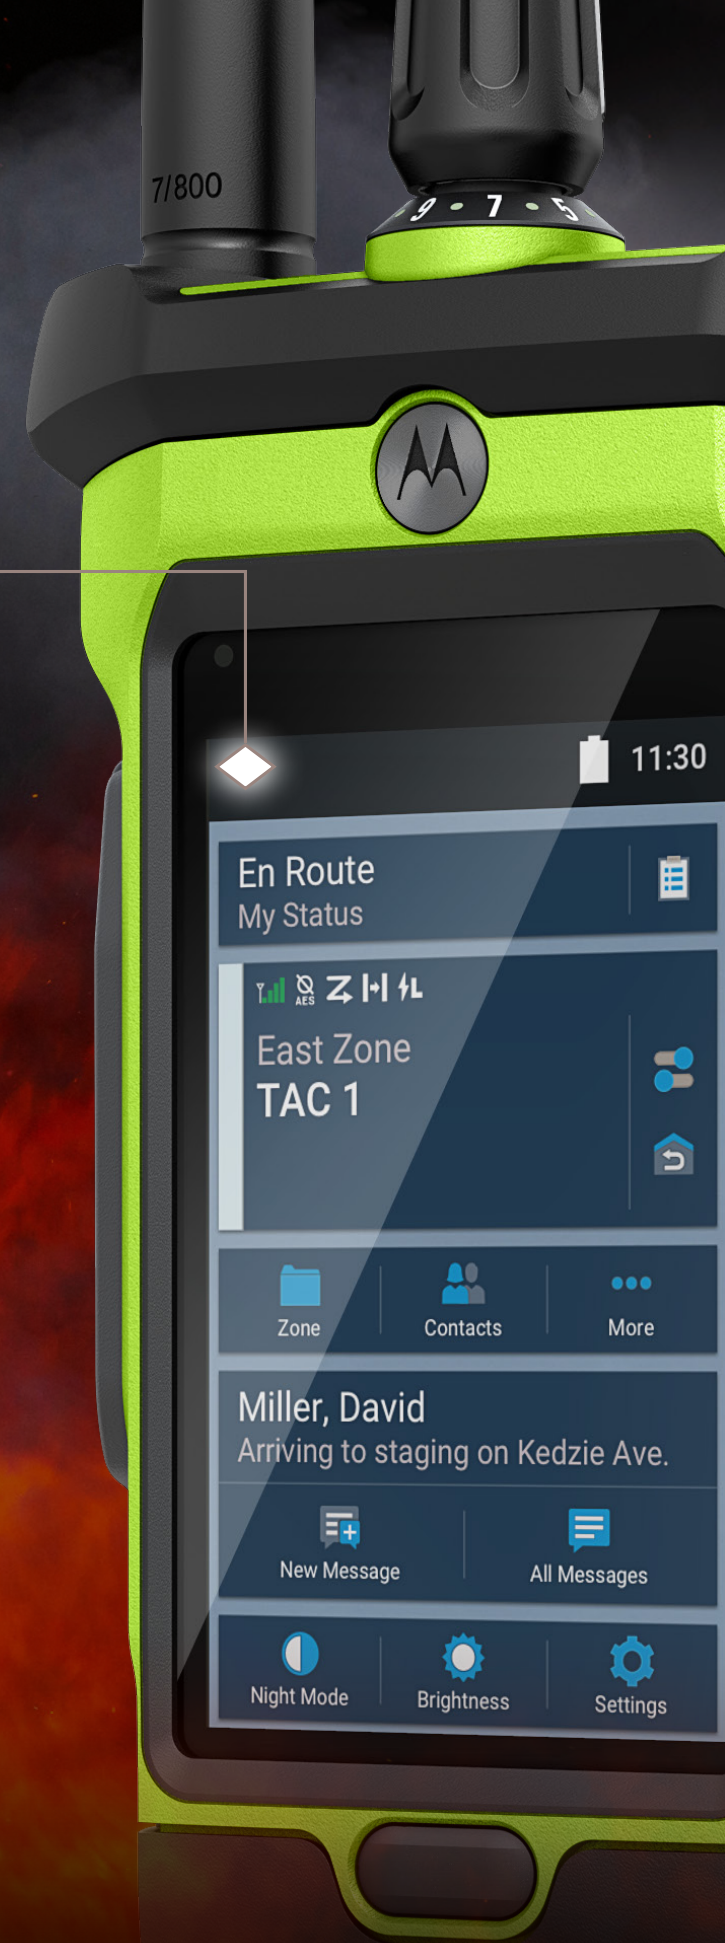 7/800
9 • 7 • 5
11:30
En Route
My Status
AES
L
East Zone
TAC 1
Zone
Contacts
More
Miller, David
Arriving to staging on Kedzie Ave.
New Message
All Messages
Night Mode
Brightness
Settings